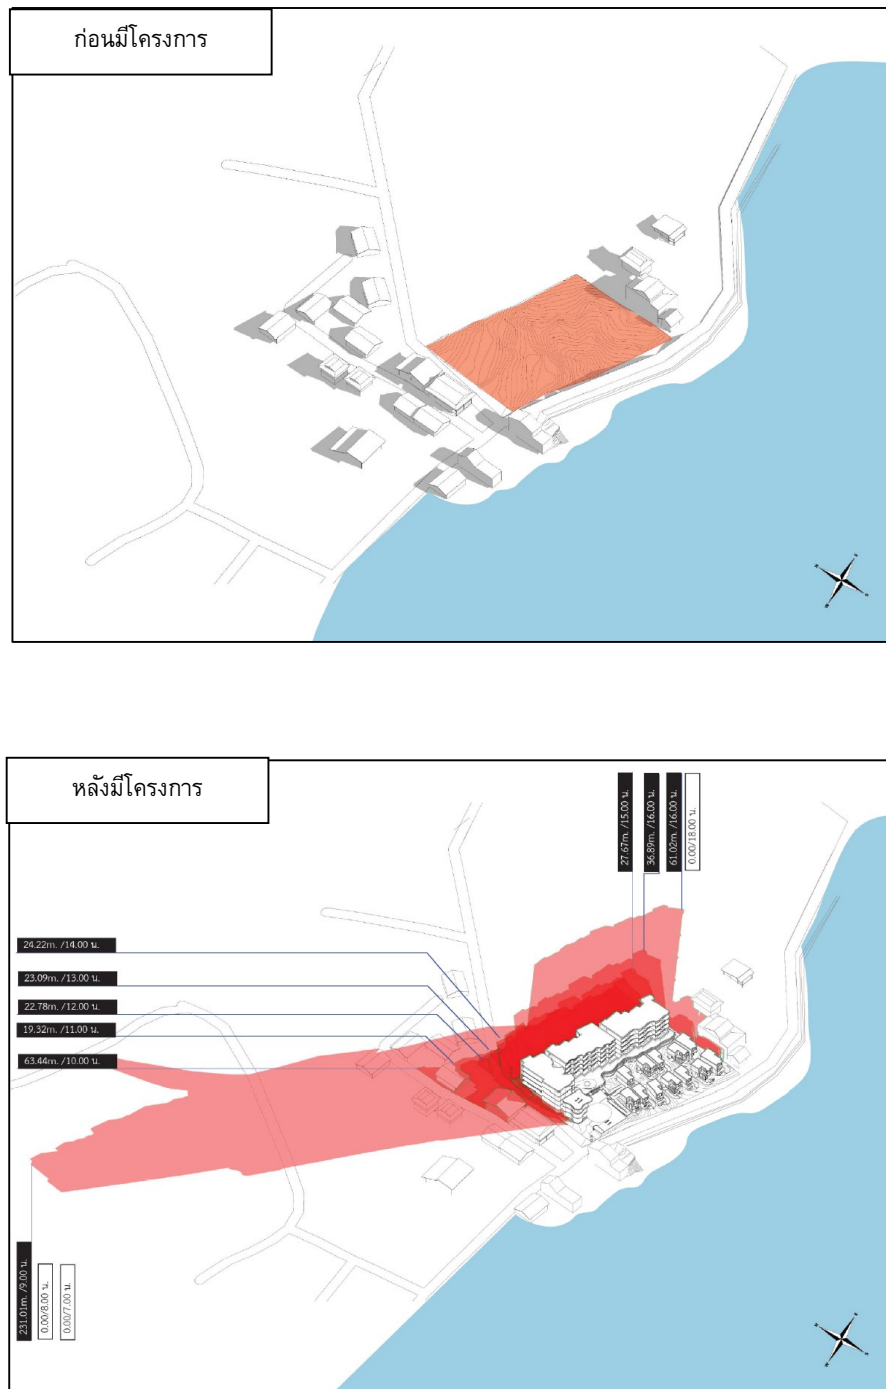 ก่อนมีโครงการ
หลังมีโครงการ
27.67m. /15.00 น.
36.89m. /16.00 น.
61.02m. /16.00 น.
0.00/18.00 น.
24.22m. /14.00 น.
23.09m. /13.00 น.
22.78m. /12.00 น.
19.32m. /11.00 น.
63.44m. /10.00 น.
231.01m. /9.00 น.
0.00/8.00 น.
0.00/7.00 น.